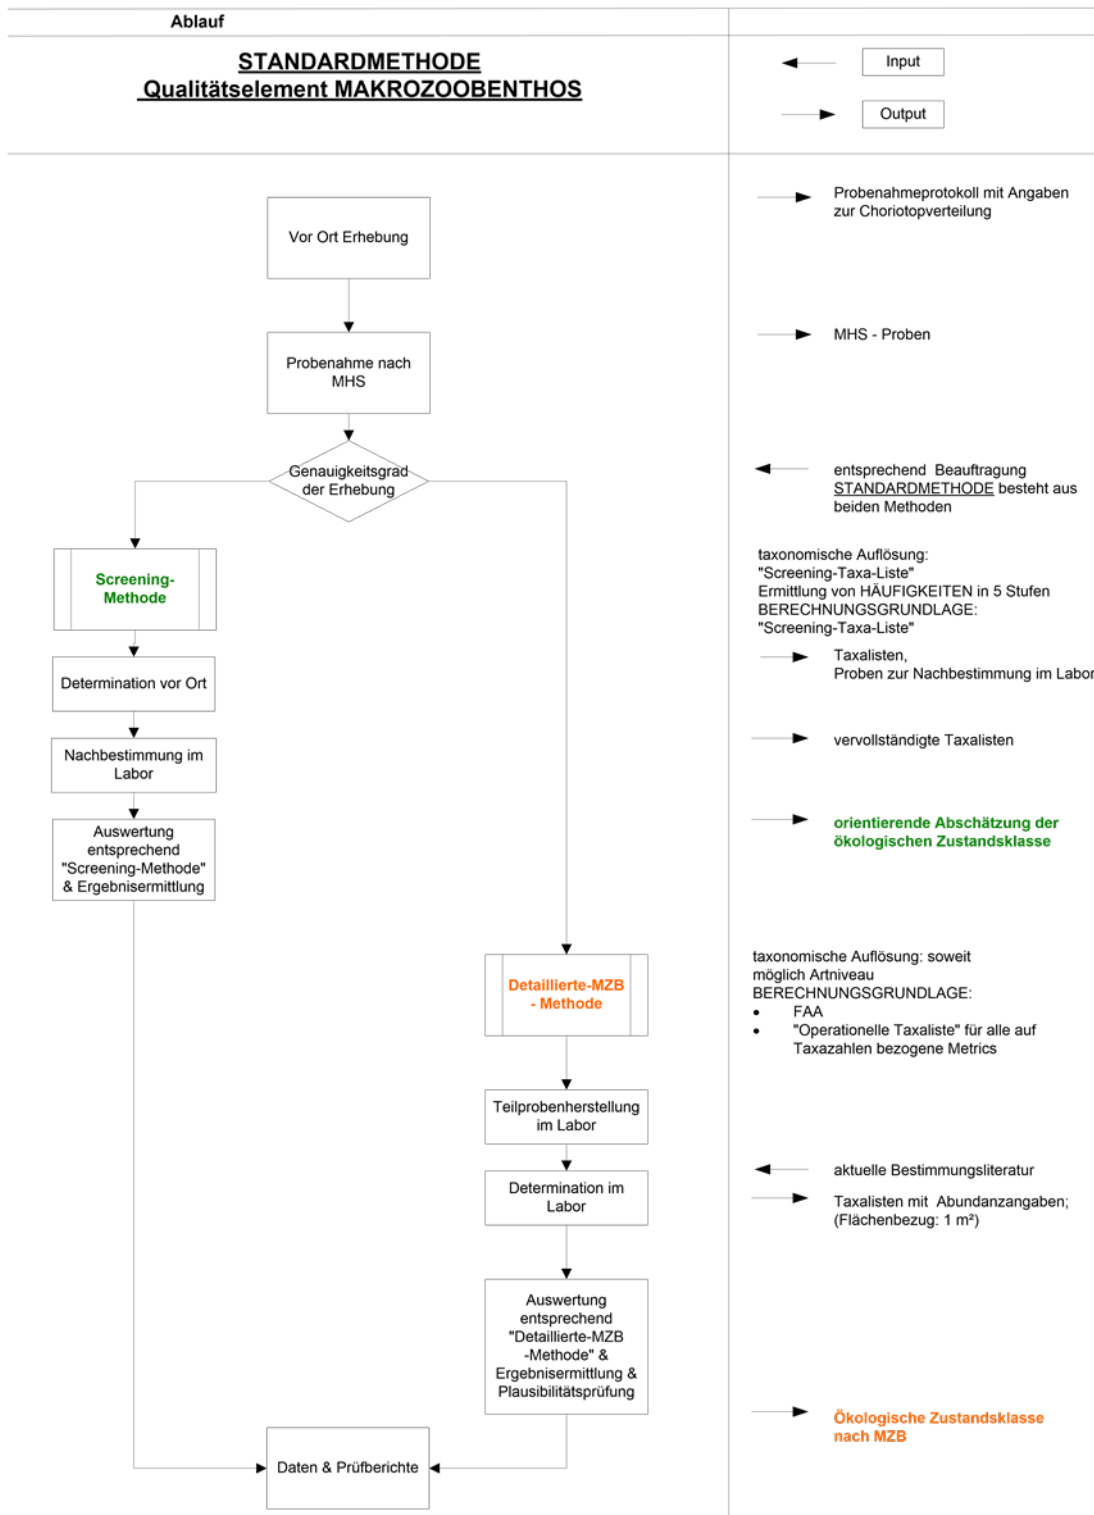 Ablauf
STANDARDMETHODE
Qualitätselement MAKROZOOBENTHOS
Input
Output
Vor Ort Erhebung
Probenahmeprotokoll mit Angaben
zur Choriotopverteilung
Probenahme nach
MHS
MHS - Proben
Genauigkeitsgrad
der Erhebung
entsprechend Beauftragung
STANDARDMETHODE besteht aus
beiden Methoden
Screening-
Methode
taxonomische Auflösung:
"Screening-Taxa-Liste"
Ermittlung von HÄUFIGKEITEN in 5 Stufen
BERECHNUNGSGRUNDLAGE:
"Screening-Taxa-Liste"
Determination vor Ort
Taxalisten,
Proben zur Nachbestimmung im Labor
Nachbestimmung im
Labor
vervollständigte Taxalisten
Auswertung
entsprechend
"Screening-Methode"
& Ergebnisermittlung
orientierende Abschätzung der
ökologischen Zustandsklasse
Detaillierte-MZB
- Methode
taxonomische Auflösung: soweit
möglich Artniveau
BERECHNUNGSGRUNDLAGE:
• FAA
• "Operationelle Taxaliste" für alle auf
Taxazahlen bezogene Metrics
Teilprobenherstellung
im Labor
Determination im
Labor
aktuelle Bestimmungsliteratur
Taxalisten mit Abundanzangaben;
(Flächenbezug: 1 m²)
Auswertung
entsprechend
"Detaillierte-MZB
-Methode" &
Ergebnisermittlung &
Plausibilitätsprüfung
Ökologische Zustandsklasse
nach MZB
Daten & Prüfberichte